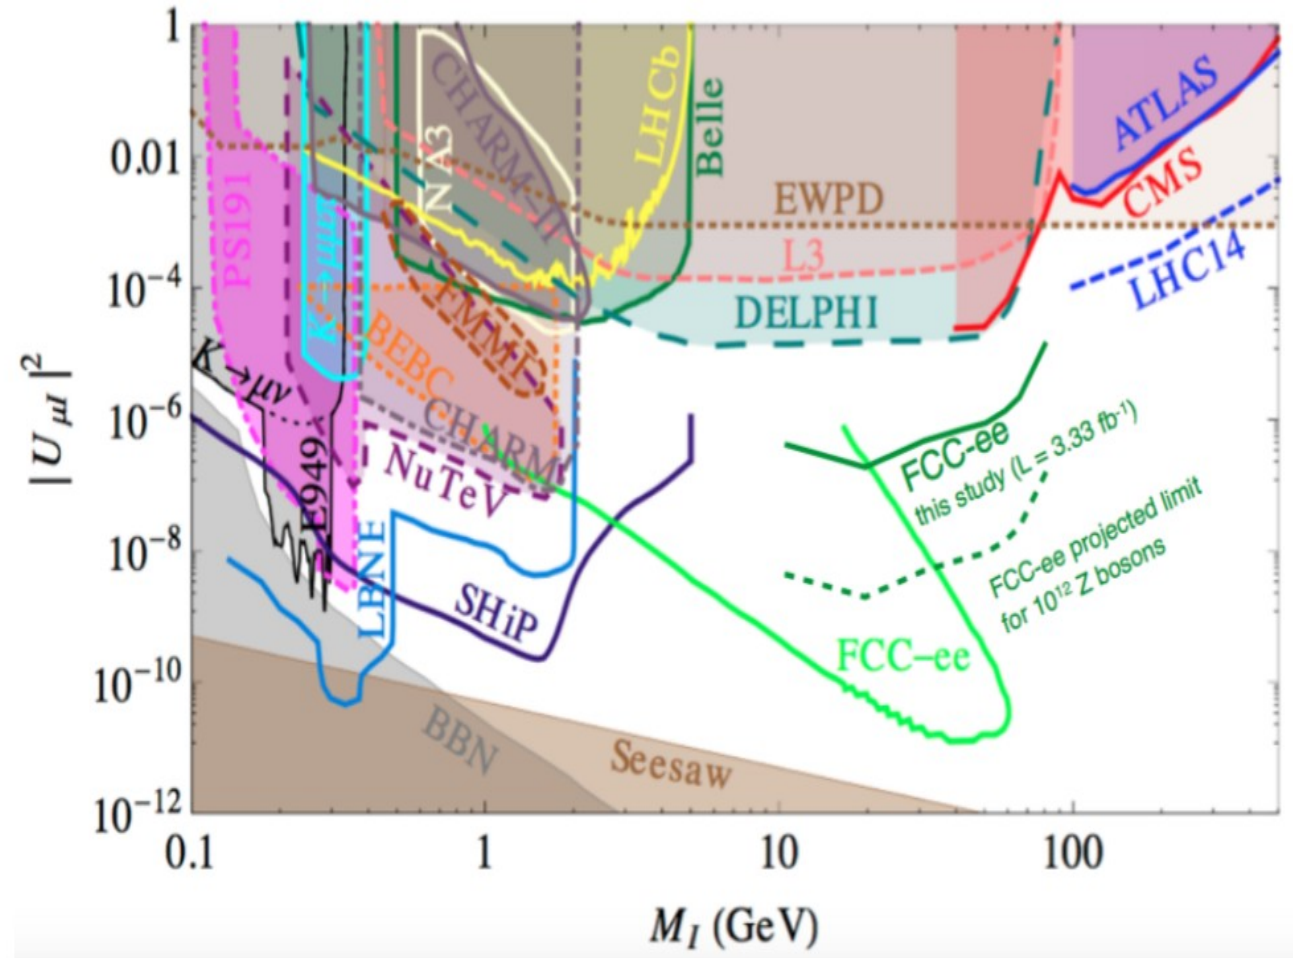 1
0.01
10⁻⁴
10⁻⁶
10⁻⁸
10⁻¹⁰
10⁻¹²
|U_μI|²
0.1
1
10
100
M_I (GeV)
PS191
K→μμπ
NA3
CHARM-II
LHCb
Belle
EWPD
L3
DELPHI
ATLAS
CMS
LHC14
FMMF
BEBC
CHARM
NuTeV
K→μν
E949
LBNE
SHiP
BBN
Seesaw
FCC-ee
FCC-ee
this study (L = 3.33 fb⁻¹)
FCC-ee projected limit
for 10¹² Z bosons